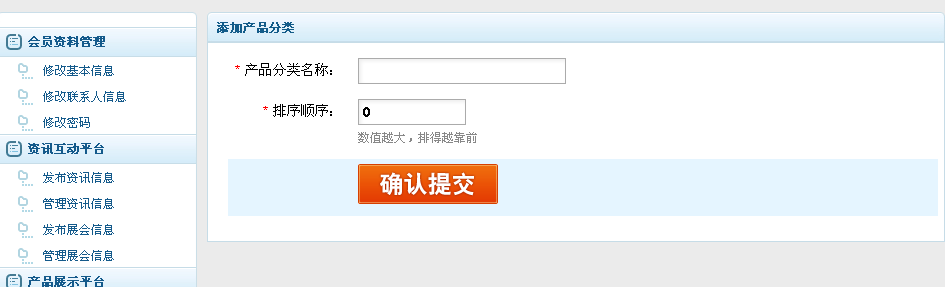 会员资料管理
修改基本信息
修改联系人信息
修改密码
资讯互动平台
发布资讯信息
管理资讯信息
发布展会信息
管理展会信息
产品展示平台
添加产品分类
* 产品分类名称：
* 排序顺序： 0
数值越大，排得越靠前
确认提交